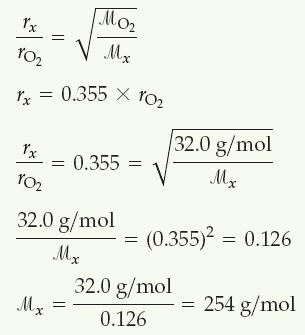 r_x / r_O₂ = √(ℳ_O₂ / ℳ_x)
r_x = 0.355 × r_O₂
r_x / r_O₂ = 0.355 = √(32.0 g/mol / ℳ_x)
32.0 g/mol / ℳ_x = (0.355)² = 0.126
ℳ_x = 32.0 g/mol / 0.126 = 254 g/mol